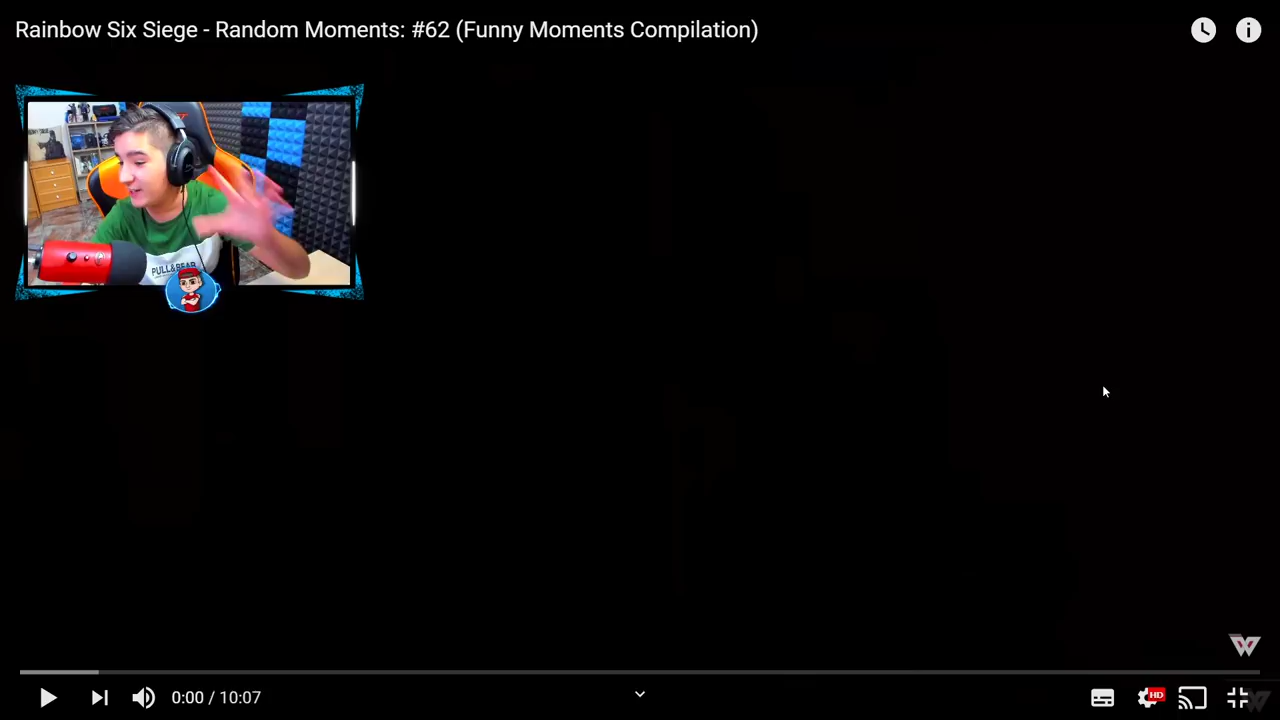 Rainbow Six Siege - Random Moments: #62 (Funny Moments Compilation)
PULL&BEAR
0:00 / 10:07
HD